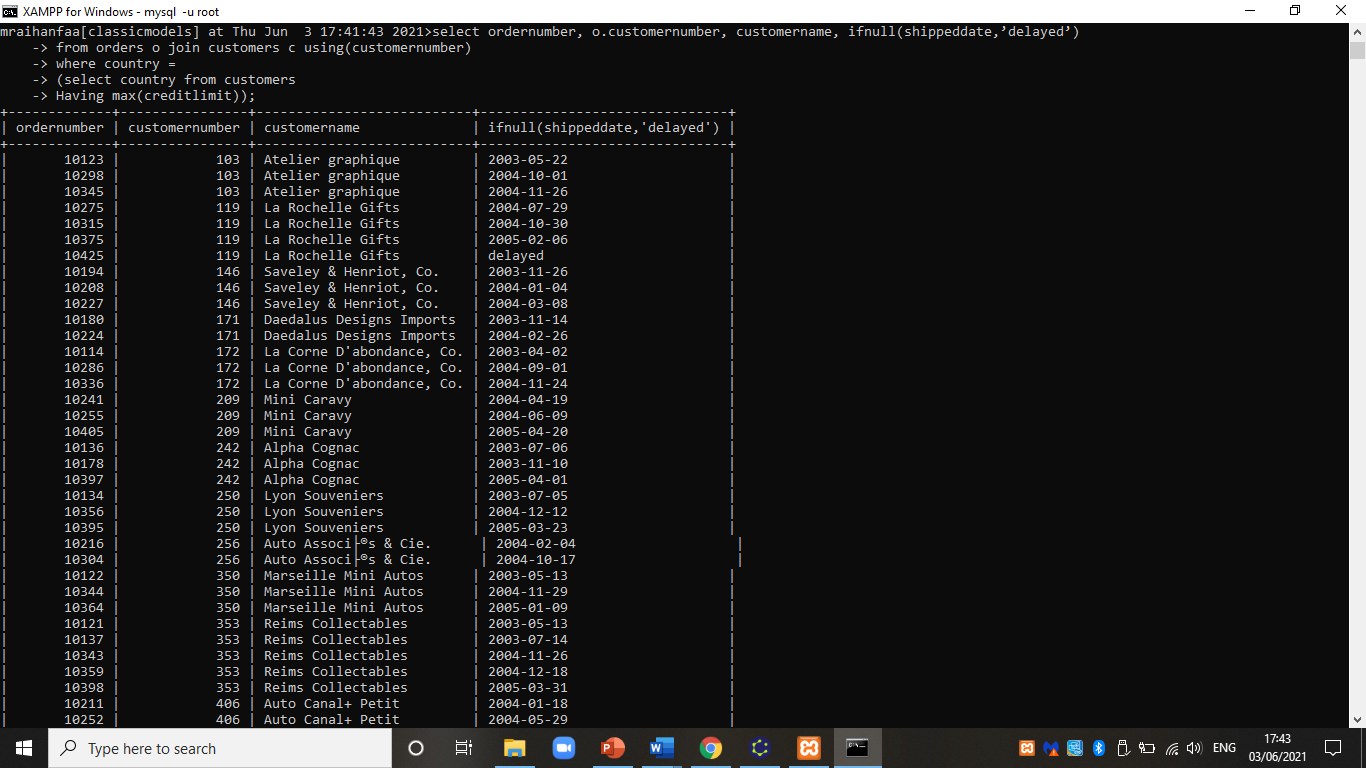 XAMPP for Windows - mysql -u root
mraihanfaa[classicmodels] at Thu Jun  3 17:41:43 2021>select ordernumber, o.customernumber, customername, ifnull(shippeddate,’delayed’)
    -> from orders o join customers c using(customernumber)
    -> where country =
    -> (select country from customers
    -> Having max(creditlimit));
+-------------+----------------+---------------------------+-------------------------------+
| ordernumber | customernumber | customername              | ifnull(shippeddate,'delayed') |
+-------------+----------------+---------------------------+-------------------------------+
|       10123 |            103 | Atelier graphique         | 2003-05-22                    |
|       10298 |            103 | Atelier graphique         | 2004-10-01                    |
|       10345 |            103 | Atelier graphique         | 2004-11-26                    |
|       10275 |            119 | La Rochelle Gifts         | 2004-07-29                    |
|       10315 |            119 | La Rochelle Gifts         | 2004-10-30                    |
|       10375 |            119 | La Rochelle Gifts         | 2005-02-06                    |
|       10425 |            119 | La Rochelle Gifts         | delayed                       |
|       10194 |            146 | Saveley & Henriot, Co.    | 2003-11-26                    |
|       10208 |            146 | Saveley & Henriot, Co.    | 2004-01-04                    |
|       10227 |            146 | Saveley & Henriot, Co.    | 2004-03-08                    |
|       10180 |            171 | Daedalus Designs Imports  | 2003-11-14                    |
|       10224 |            171 | Daedalus Designs Imports  | 2004-02-26                    |
|       10114 |            172 | La Corne D'abondance, Co. | 2003-04-02                    |
|       10286 |            172 | La Corne D'abondance, Co. | 2004-09-01                    |
|       10336 |            172 | La Corne D'abondance, Co. | 2004-11-24                    |
|       10241 |            209 | Mini Caravy               | 2004-04-19                    |
|       10255 |            209 | Mini Caravy               | 2004-06-09                    |
|       10405 |            209 | Mini Caravy               | 2005-04-20                    |
|       10136 |            242 | Alpha Cognac              | 2003-07-06                    |
|       10178 |            242 | Alpha Cognac              | 2003-11-10                    |
|       10397 |            242 | Alpha Cognac              | 2005-04-01                    |
|       10134 |            250 | Lyon Souveniers           | 2003-07-05                    |
|       10356 |            250 | Lyon Souveniers           | 2004-12-12                    |
|       10395 |            250 | Lyon Souveniers           | 2005-03-23                    |
|       10216 |            256 | Auto Associ├®s & Cie.      | 2004-02-04                    |
|       10304 |            256 | Auto Associ├®s & Cie.      | 2004-10-17                    |
|       10122 |            350 | Marseille Mini Autos      | 2003-05-13                    |
|       10344 |            350 | Marseille Mini Autos      | 2004-11-29                    |
|       10364 |            350 | Marseille Mini Autos      | 2005-01-09                    |
|       10121 |            353 | Reims Collectables        | 2003-05-13                    |
|       10137 |            353 | Reims Collectables        | 2003-07-14                    |
|       10343 |            353 | Reims Collectables        | 2004-11-26                    |
|       10359 |            353 | Reims Collectables        | 2004-12-18                    |
|       10398 |            353 | Reims Collectables        | 2005-03-31                    |
|       10211 |            406 | Auto Canal+ Petit         | 2004-01-18                    |
|       10252 |            406 | Auto Canal+ Petit         | 2004-05-29                    |
Type here to search
ENG
17:43
03/06/2021